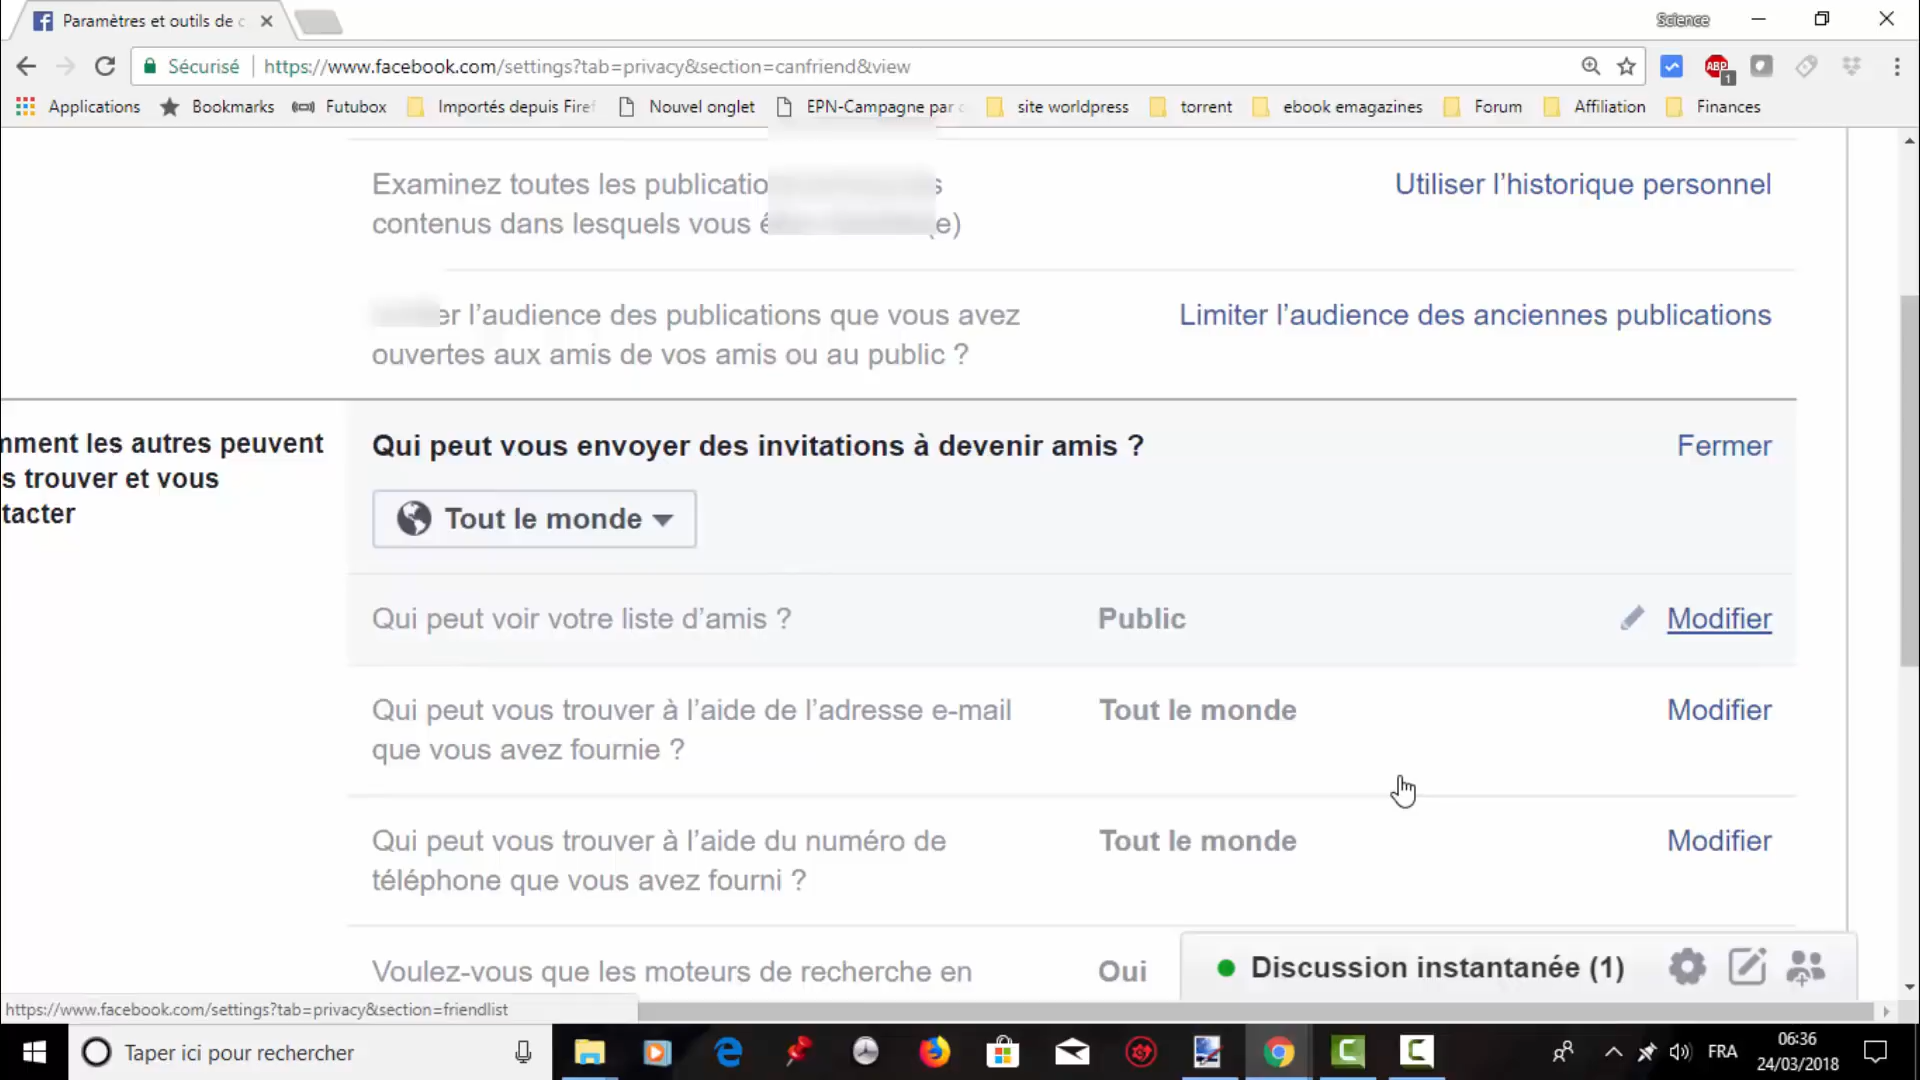 Paramètres et outils de c
Science
Sécurisé
https://www.facebook.com/settings?tab=privacy&section=canfriend&view
ABP
1
Applications
Bookmarks
Futubox
Importés depuis Firef
Nouvel onglet
EPN-Campagne par
site worldpress
torrent
ebook emagazines
Forum
Affiliation
Finances
Examinez toutes les
Utiliser l’historique personnel
contenus dans lesquels vous
l’audience des publications que vous avez
Limiter l’audience des anciennes publications
ouvertes aux amis de vos amis ou au public ?
mment les autres peuvent
s trouver et vous
tacter
Qui peut vous envoyer des invitations à devenir amis ?
Fermer
Tout le monde
Qui peut voir votre liste d’amis ?
Public
Modifier
Qui peut vous trouver à l’aide de l’adresse e-mail
que vous avez fournie ?
Tout le monde
Modifier
Qui peut vous trouver à l’aide du numéro de
téléphone que vous avez fourni ?
Tout le monde
Modifier
Voulez-vous que les moteurs de recherche en
Oui
Discussion instantanée (1)
https://www.facebook.com/settings?tab=privacy&section=friendlist
Taper ici pour rechercher
FRA
06:36
24/03/2018